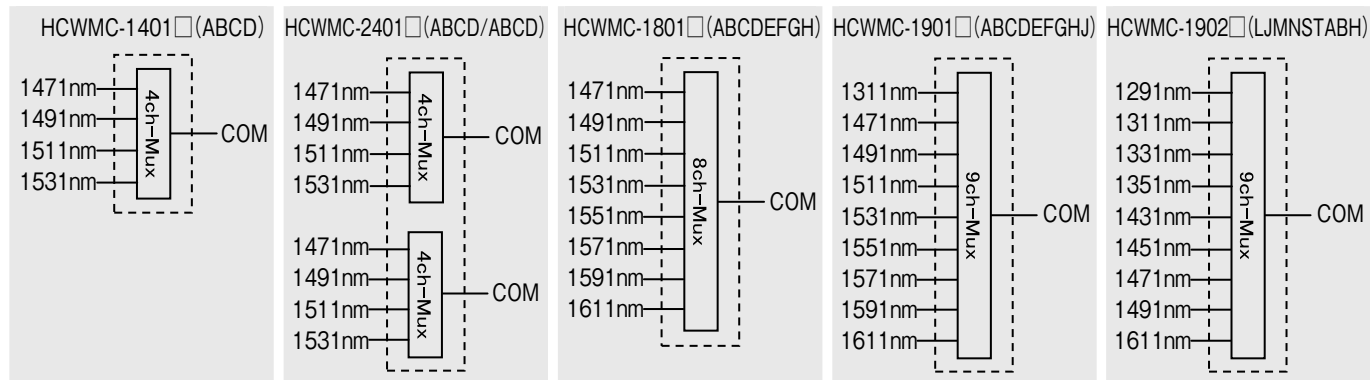 HCWMC-1401□(ABCD)
1471nm
1491nm
1511nm
1531nm
4ch-Mux
COM
HCWMC-2401□(ABCD/ABCD)
1471nm
1491nm
1511nm
1531nm
4ch-Mux
COM
1471nm
1491nm
1511nm
1531nm
4ch-Mux
COM
HCWMC-1801□(ABCDEFGH)
1471nm
1491nm
1511nm
1531nm
1551nm
1571nm
1591nm
1611nm
8ch-Mux
COM
HCWMC-1901□(ABCDEFGHJ)
1311nm
1471nm
1491nm
1511nm
1531nm
1551nm
1571nm
1591nm
1611nm
9ch-Mux
COM
HCWMC-1902□(LJMNSTABH)
1291nm
1311nm
1331nm
1351nm
1431nm
1451nm
1471nm
1491nm
1611nm
9ch-Mux
COM